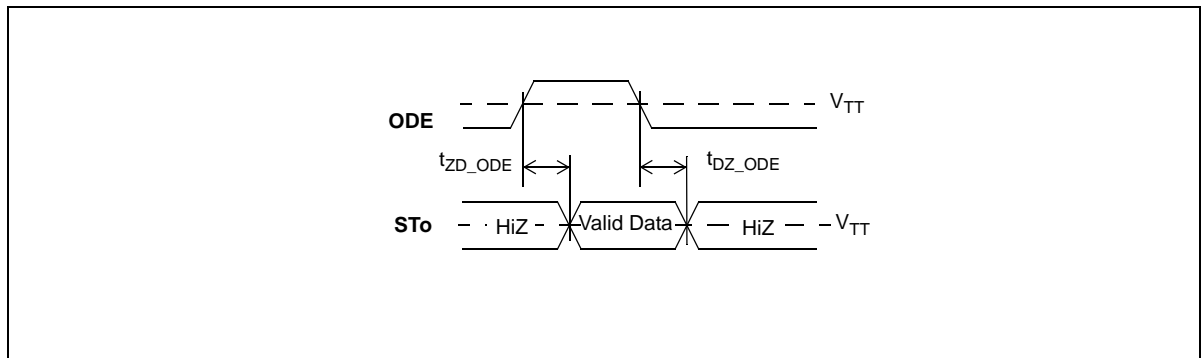 V_TT
ODE
t_ZD_ODE
t_DZ_ODE
STo HiZ Valid Data HiZ V_TT